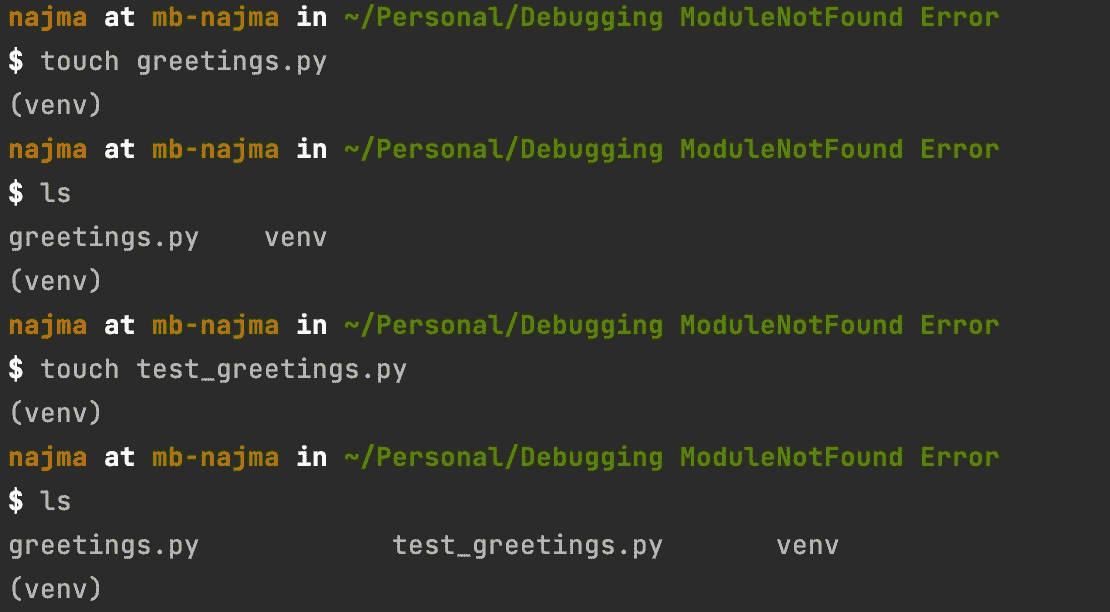 najma at mb-najma in ~/Personal/Debugging ModuleNotFound Error
$ touch greetings.py
(venv)
najma at mb-najma in ~/Personal/Debugging ModuleNotFound Error
$ ls
greetings.py    venv
(venv)
najma at mb-najma in ~/Personal/Debugging ModuleNotFound Error
$ touch test_greetings.py
(venv)
najma at mb-najma in ~/Personal/Debugging ModuleNotFound Error
$ ls
greetings.py            test_greetings.py       venv
(venv)